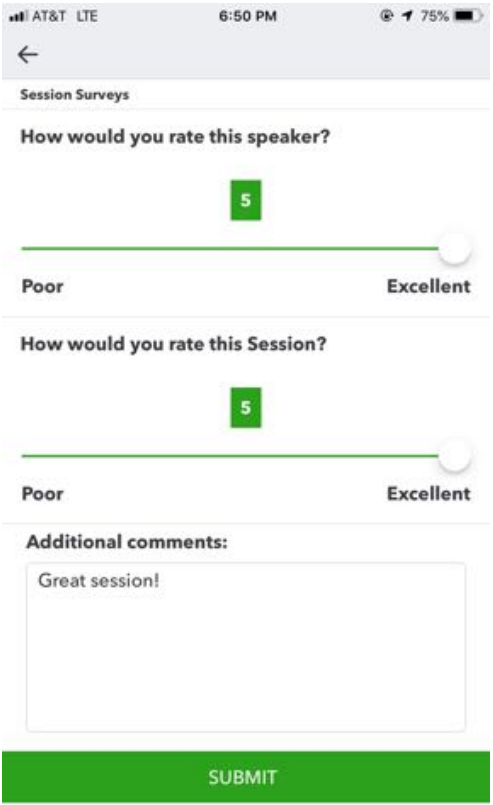 AT&T LTE 6:50 PM 75%
Session Surveys
How would you rate this speaker?
5
Poor Excellent
How would you rate this Session?
5
Poor Excellent
Additional comments:
Great session!
SUBMIT